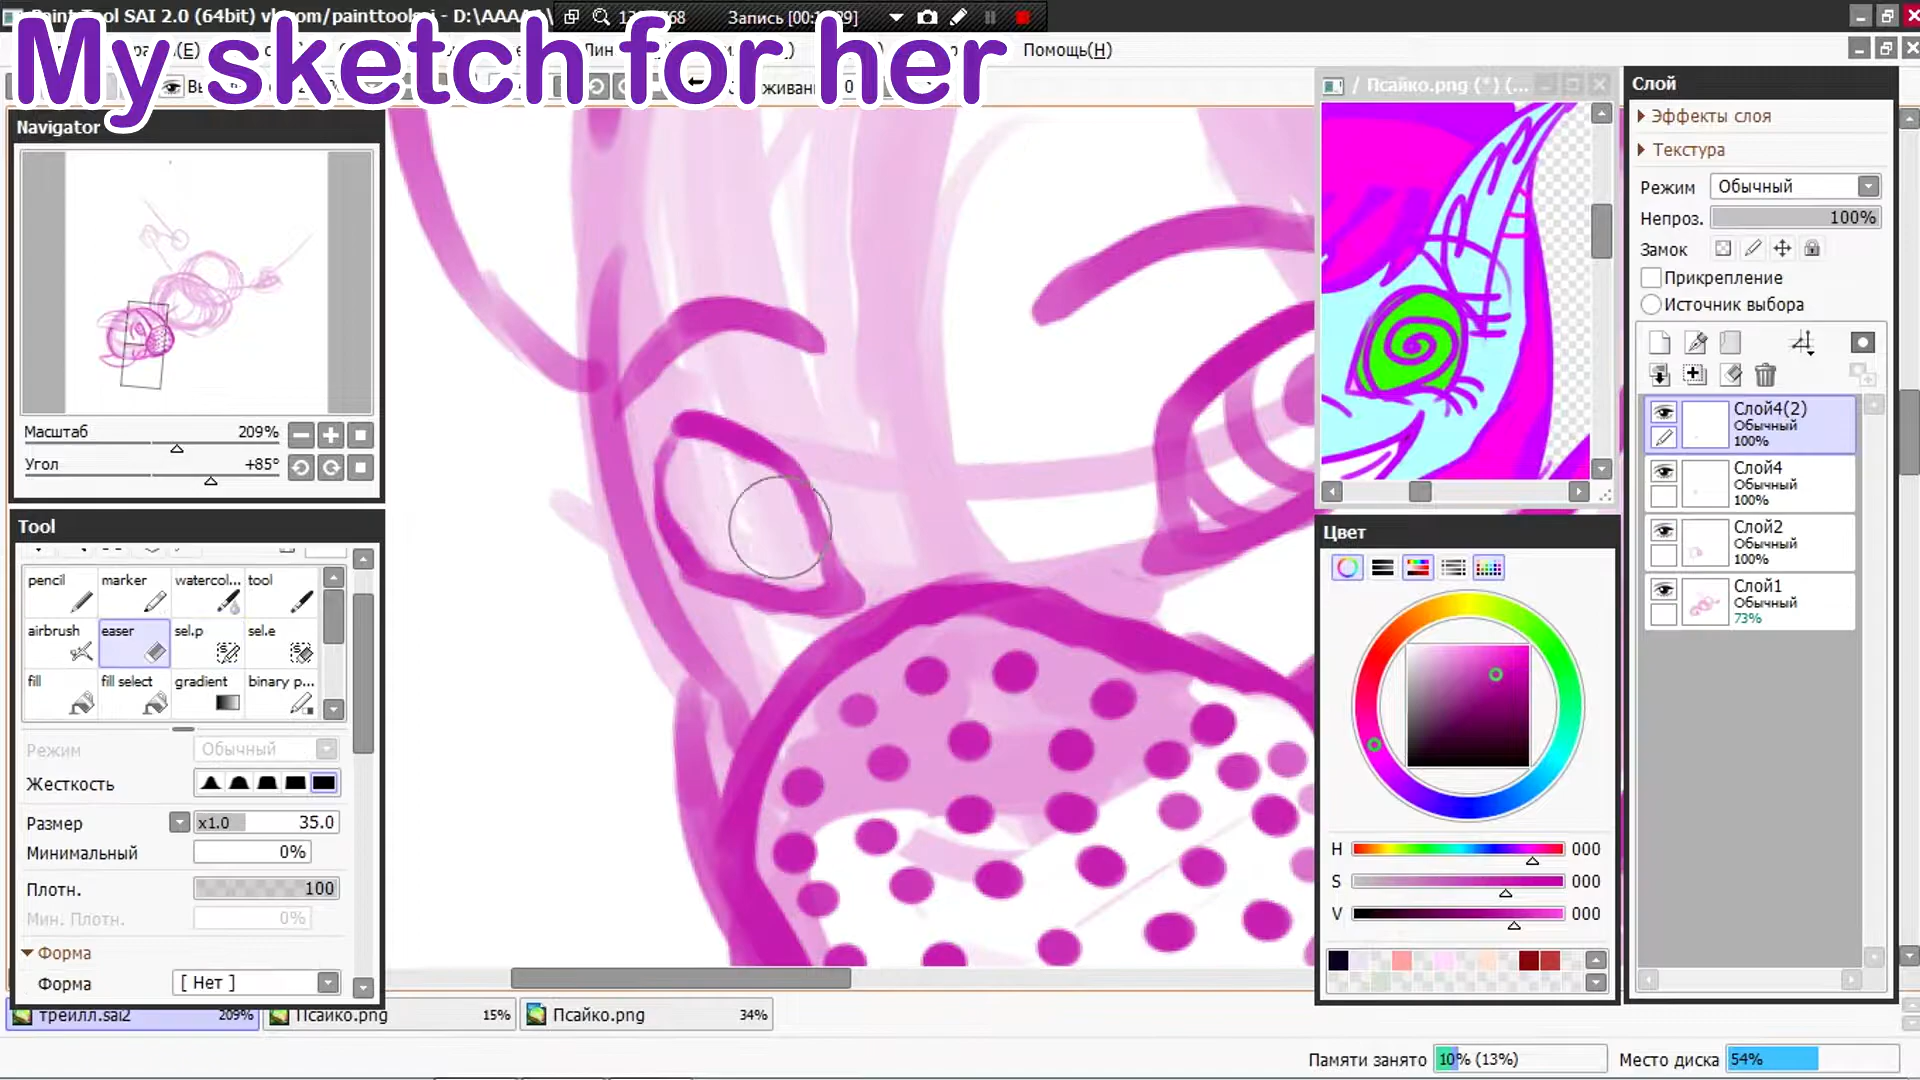 Paint Tool SAI 2.0 (64bit)
- D:\AAAA
Запись
My sketch for her
Помощь(H)
Navigator
Масштаб 209%
Угол +85°
Tool
pencil marker watercol... tool
airbrush easer sel.p sel.e
fill fill select gradient binary p...
Режим Обычный
Жесткость
Размер x1.0 35.0
Минимальный 0%
Плотн. 100
Мин. Плотн. 0%
Форма
Форма [ Нет ]
трейлл.sai2 209%
Псайко.png 15%
Псайко.png 34%
/ Псайко.png (*) (...
Цвет
H 000
S 000
V 000
Слой
Эффекты слоя
Текстура
Режим Обычный
Непроз. 100%
Замок
Прикрепление
Источник выбора
Слой4(2)
Обычный
100%
Слой4
Обычный
100%
Слой2
Обычный
100%
Слой1
Обычный
73%
Памяти занято 10% (13%)
Место диска 54%